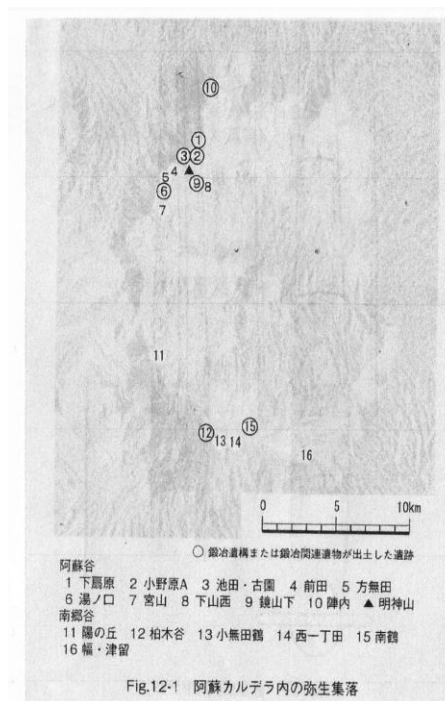 ⑩
①
③ ②
▲
4
5
⑨ 8
⑥
7
11
⑮
⑫ 13 14
16
0 5 10km
○ 鍛冶遺構または鍛冶関連遺物が出土した遺跡
阿蘇谷
1 下扇原 2 小野原A 3 池田・古園 4 前田 5 方無田
6 湯ノ口 7 宮山 8 下山西 9 鏡山下 10 陣内 ▲ 明神山
南郷谷
11 陽の丘 12 柏木谷 13 小無田鶴 14 西一丁田 15 南鶴
16 幅・津留
Fig.12-1 阿蘇カルデラ内の弥生集落